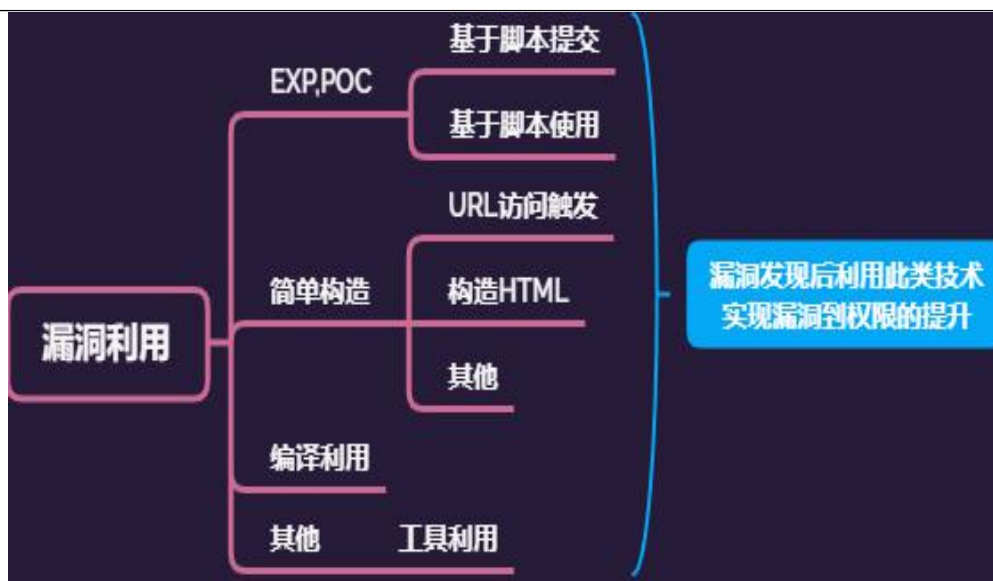 基于脚本提交
EXP,POC
基于脚本使用
URL访问触发
简单构造
构造HTML
其他
漏洞利用
编译利用
其他 工具利用
漏洞发现后利用此类技术
实现漏洞到权限的提升